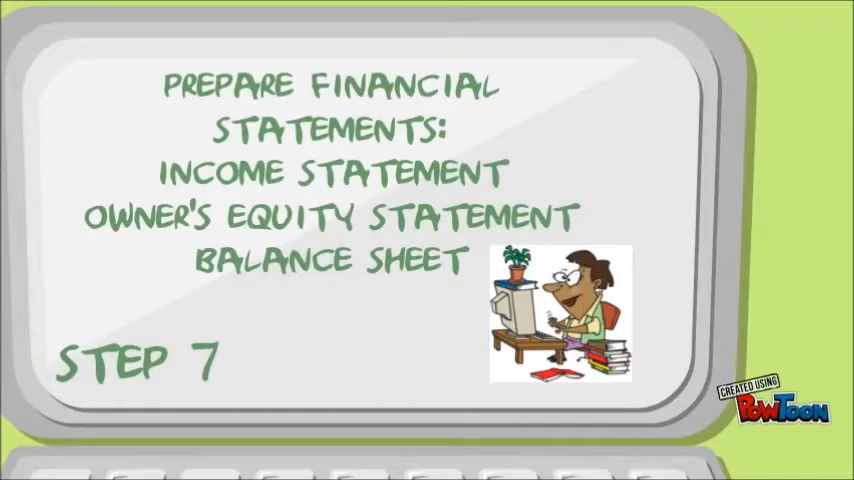 PREPARE FINANCIAL
STATEMENTS:
INCOME STATEMENT
OWNER'S EQUITY STATEMENT
BALANCE SHEET
STEP 7
CREATED USING
POWTOON